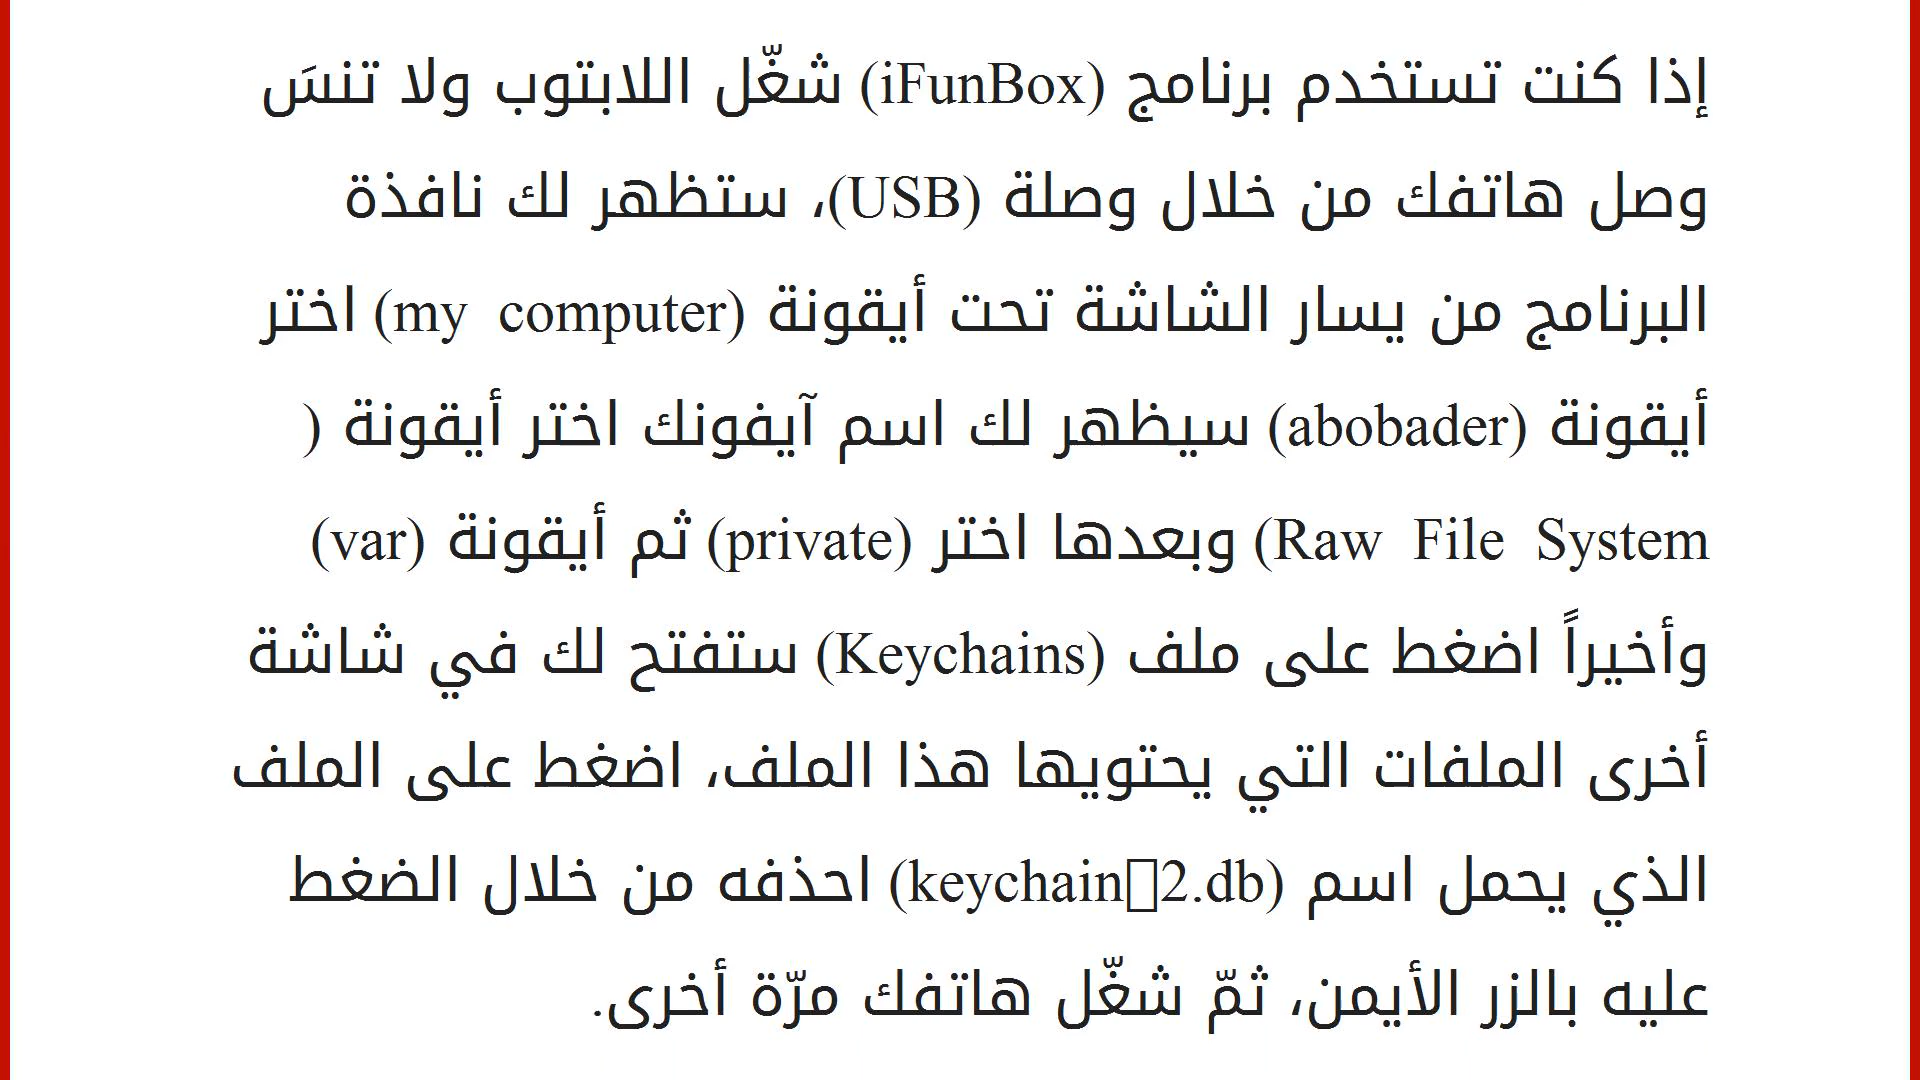 إذا كنت تستخدم برنامج (iFunBox) شغّل اللابتوب ولا تنسَ
وصل هاتفك من خلال وصلة (USB)، ستظهر لك نافذة
البرنامج من يسار الشاشة تحت أيقونة (my computer) اختر
أيقونة (abobader) سيظهر لك اسم آيفونك اختر أيقونة (
Raw File System) وبعدها اختر (private) ثم أيقونة (var)
وأخيراً اضغط على ملف (Keychains) ستفتح لك في شاشة
أخرى الملفات التي يحتويها هذا الملف، اضغط على الملف
الذي يحمل اسم (keychain▯2.db) احذفه من خلال الضغط
عليه بالزر الأيمن، ثمّ شغّل هاتفك مرّة أخرى.